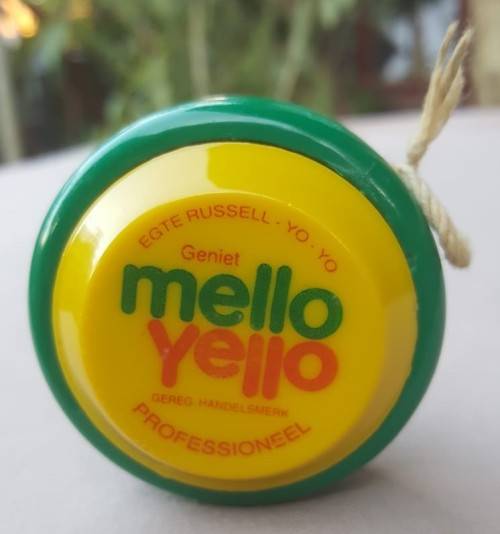 EGTE RUSSELL - YO - YO
Geniet
mello
yello
GEREG. HANDELSMERK
PROFESSIONEEL